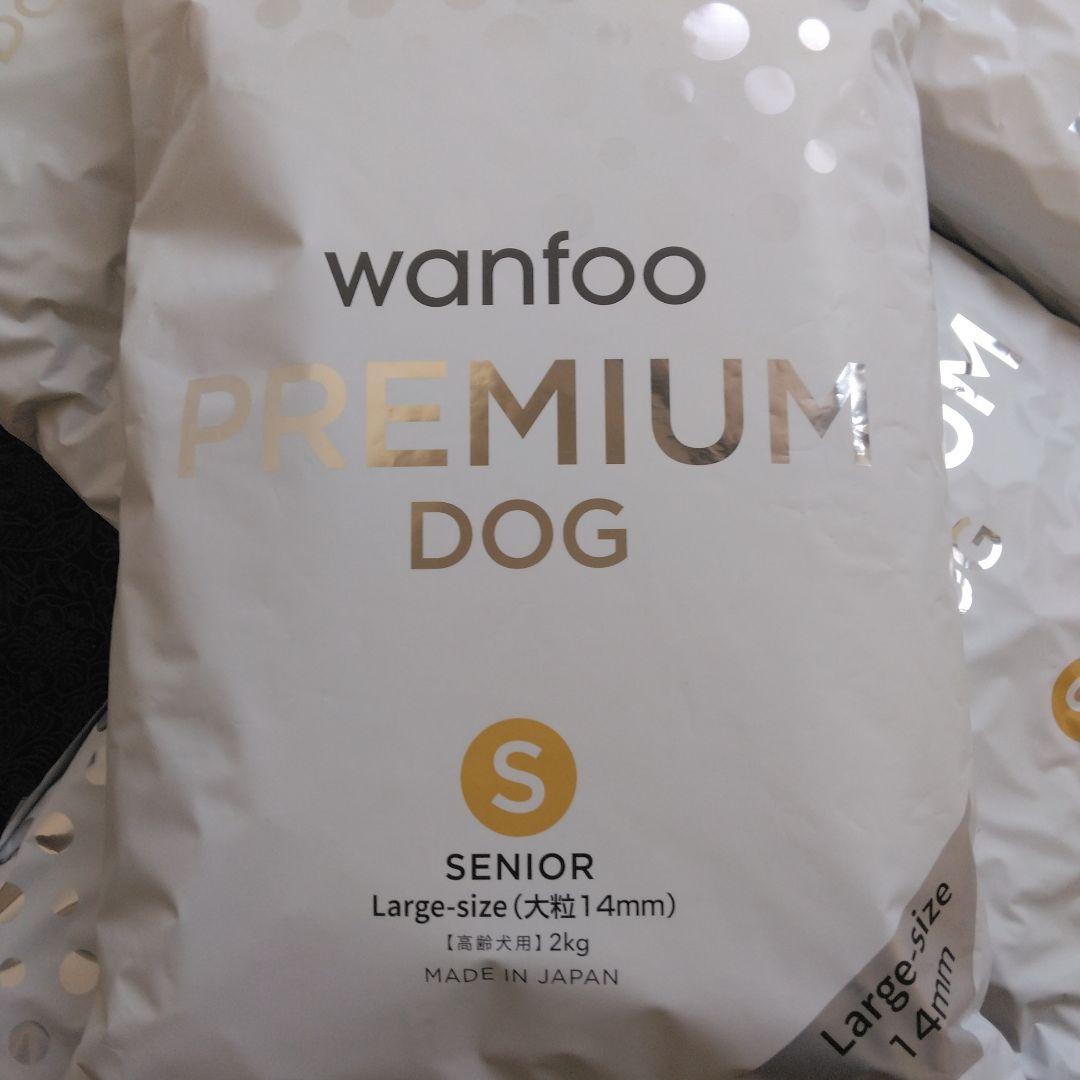 wanfoo
PREMIUM
DOG
S
SENIOR
Large-size(大粒14mm)
【高齢犬用】2kg
MADE IN JAPAN
Large-size
14mm